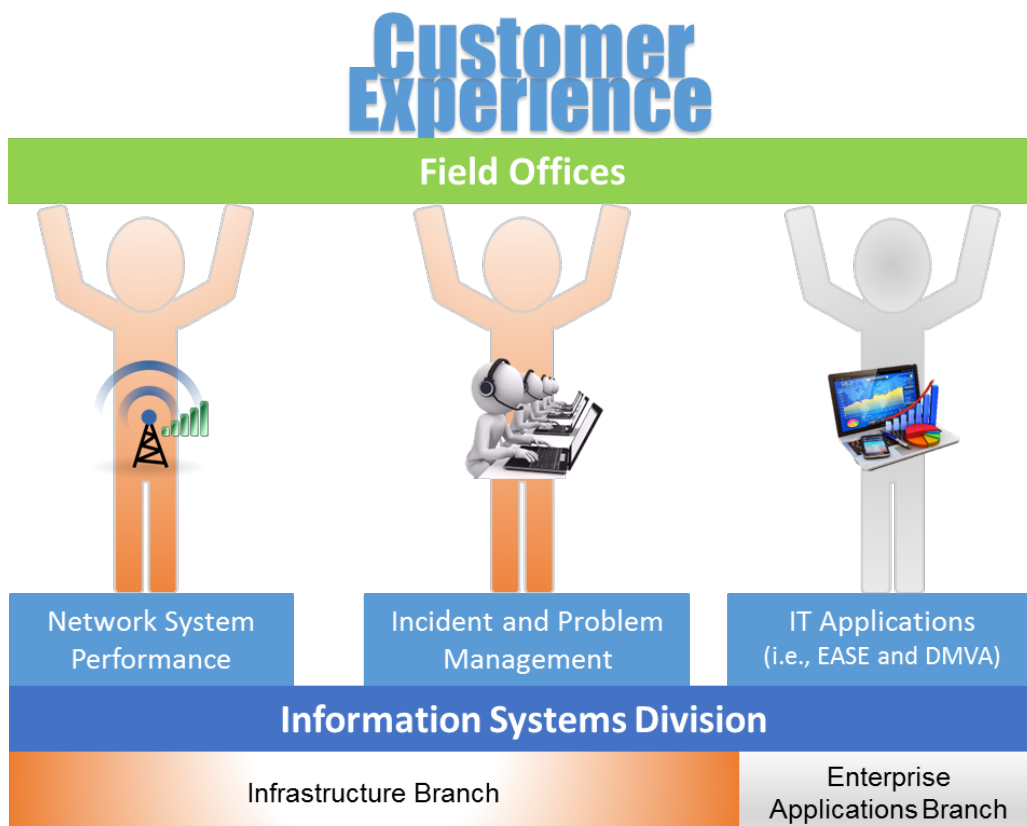 Customer
Experience
Field Offices
Network System
Performance
Incident and Problem
Management
IT Applications
(i.e., EASE and DMVA)
Information Systems Division
Infrastructure Branch
Enterprise
Applications Branch